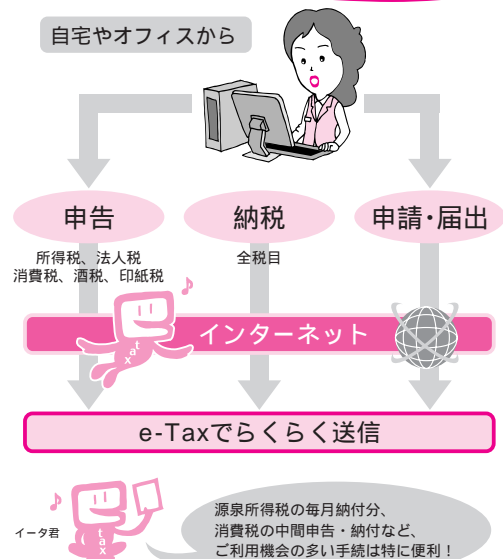 自宅やオフィスから
申告
納税
申請・届出
所得税、法人税
消費税、酒税、印紙税
全税目
インターネット
tax
e-Taxでらくらく送信
イータ君
tax
源泉所得税の毎月納付分、
消費税の中間申告・納付など、
ご利用機会の多い手続は特に便利！